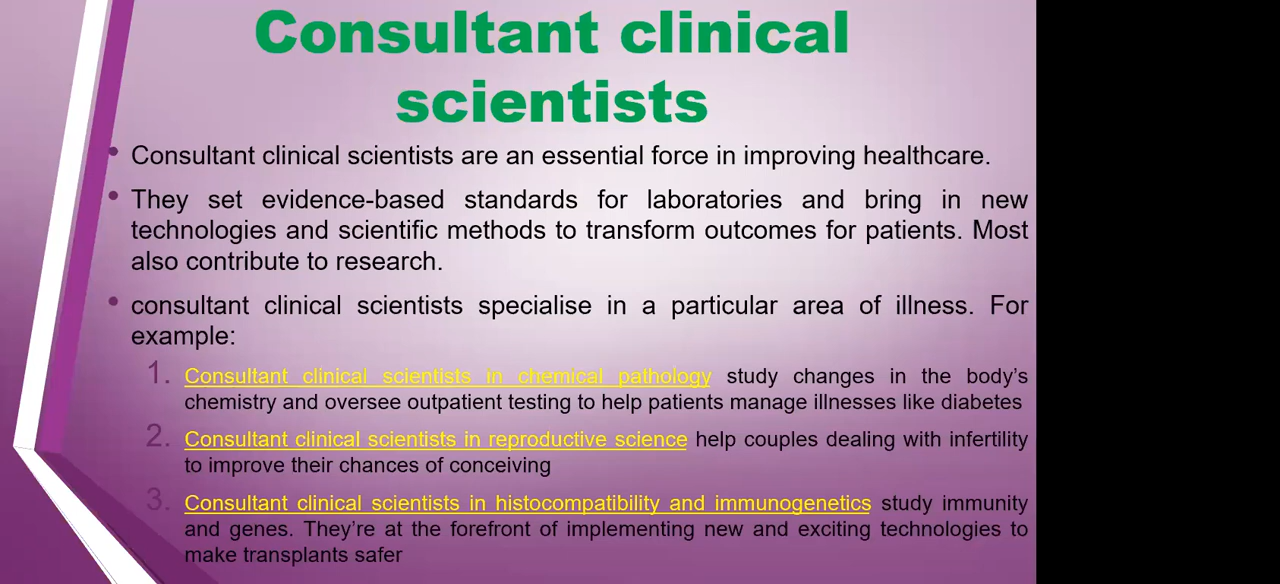 Consultant clinical
scientists
• Consultant clinical scientists are an essential force in improving healthcare.
• They set evidence-based standards for laboratories and bring in new
technologies and scientific methods to transform outcomes for patients. Most
also contribute to research.
• consultant clinical scientists specialise in a particular area of illness. For
example:
1. Consultant clinical scientists in chemical pathology study changes in the body’s
chemistry and oversee outpatient testing to help patients manage illnesses like diabetes
2. Consultant clinical scientists in reproductive science help couples dealing with infertility
to improve their chances of conceiving
3. Consultant clinical scientists in histocompatibility and immunogenetics study immunity
and genes. They’re at the forefront of implementing new and exciting technologies to
make transplants safer